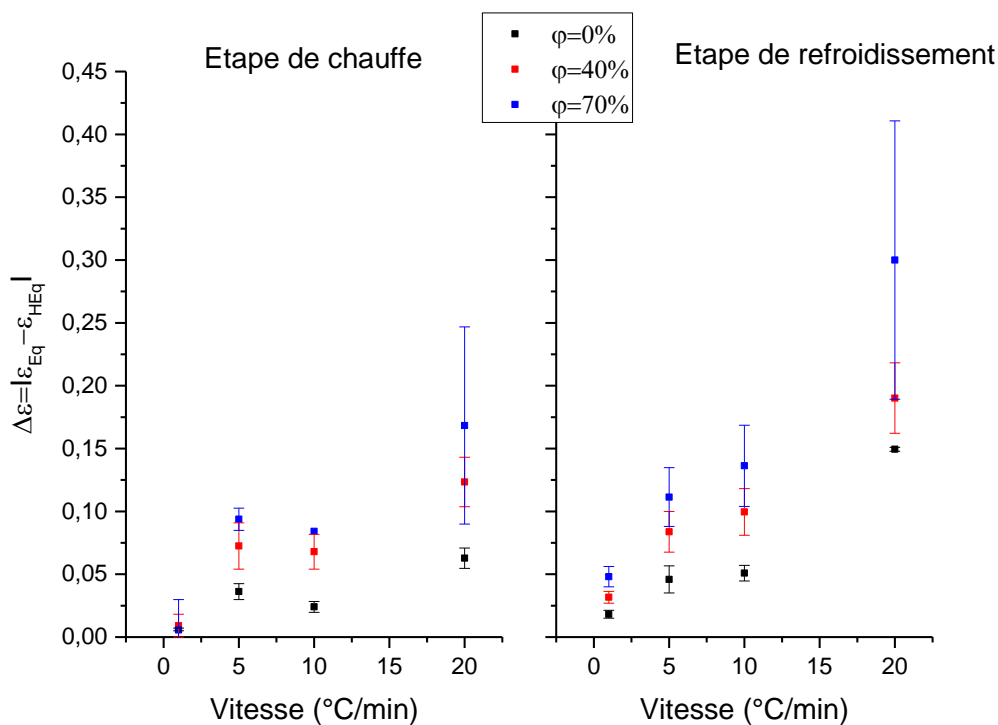 φ=0%
φ=40%
φ=70%
Etape de chauffe
Etape de refroidissement
Δε=|εEq−εHEq|
0,45
0,40
0,35
0,30
0,25
0,20
0,15
0,10
0,05
0,00
0 5 10 15 20
0 5 10 15 20
Vitesse (°C/min)
Vitesse (°C/min)